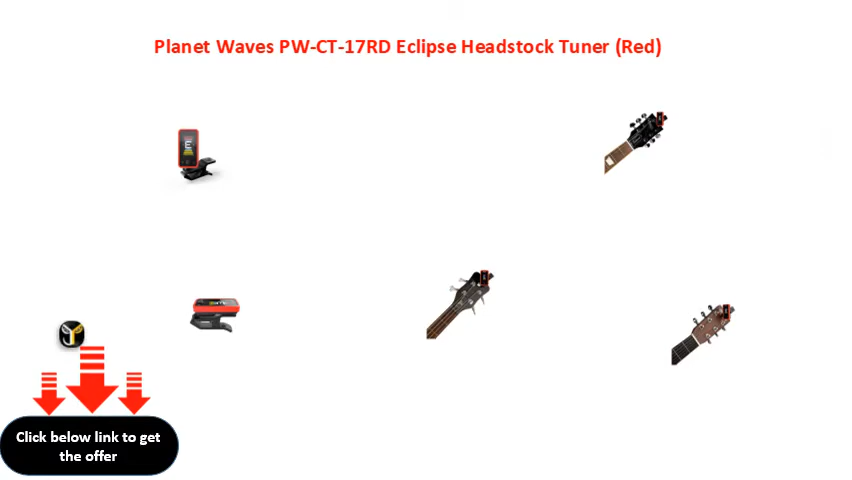 Planet Waves PW-CT-17RD Eclipse Headstock Tuner (Red)
E
Click below link to get
the offer